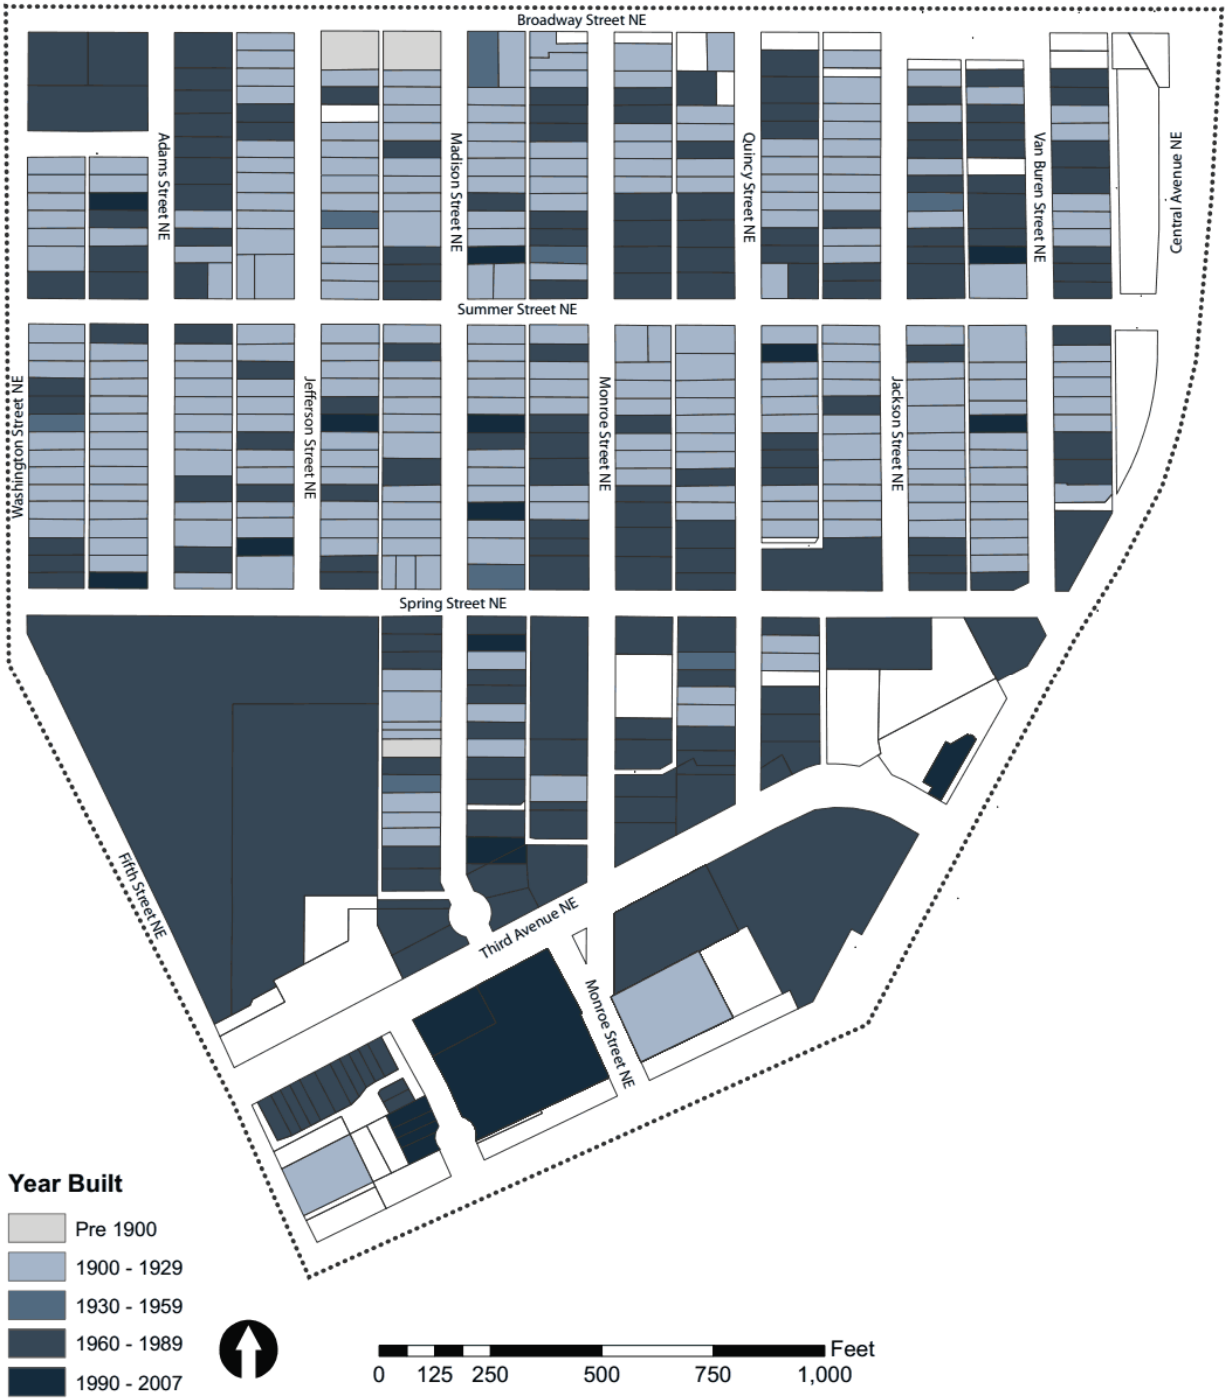 Broadway Street NE
Adams Street NE
Madison Street NE
Quincy Street NE
Van Buren Street NE
Central Avenue NE
Summer Street NE
Washington Street NE
Jefferson Street NE
Monroe Street NE
Jackson Street NE
Spring Street NE
Fifth Street NE
Third Avenue NE
Monroe Street NE
Year Built
Pre 1900
1900 - 1929
1930 - 1959
1960 - 1989
1990 - 2007
Feet
0 125 250 500 750 1,000